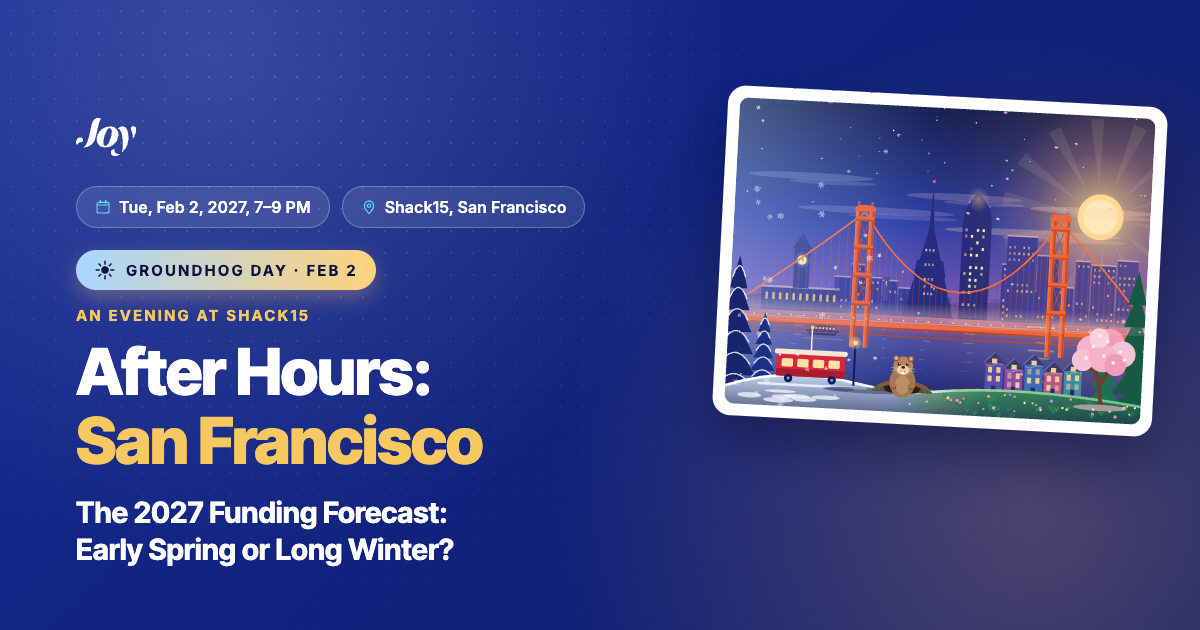 Joy
Tue, Feb 2, 2027, 7–9 PM
Shack15, San Francisco
GROUNDHOG DAY · FEB 2
AN EVENING AT SHACK15
After Hours:
San Francisco
The 2027 Funding Forecast:
Early Spring or Long Winter?